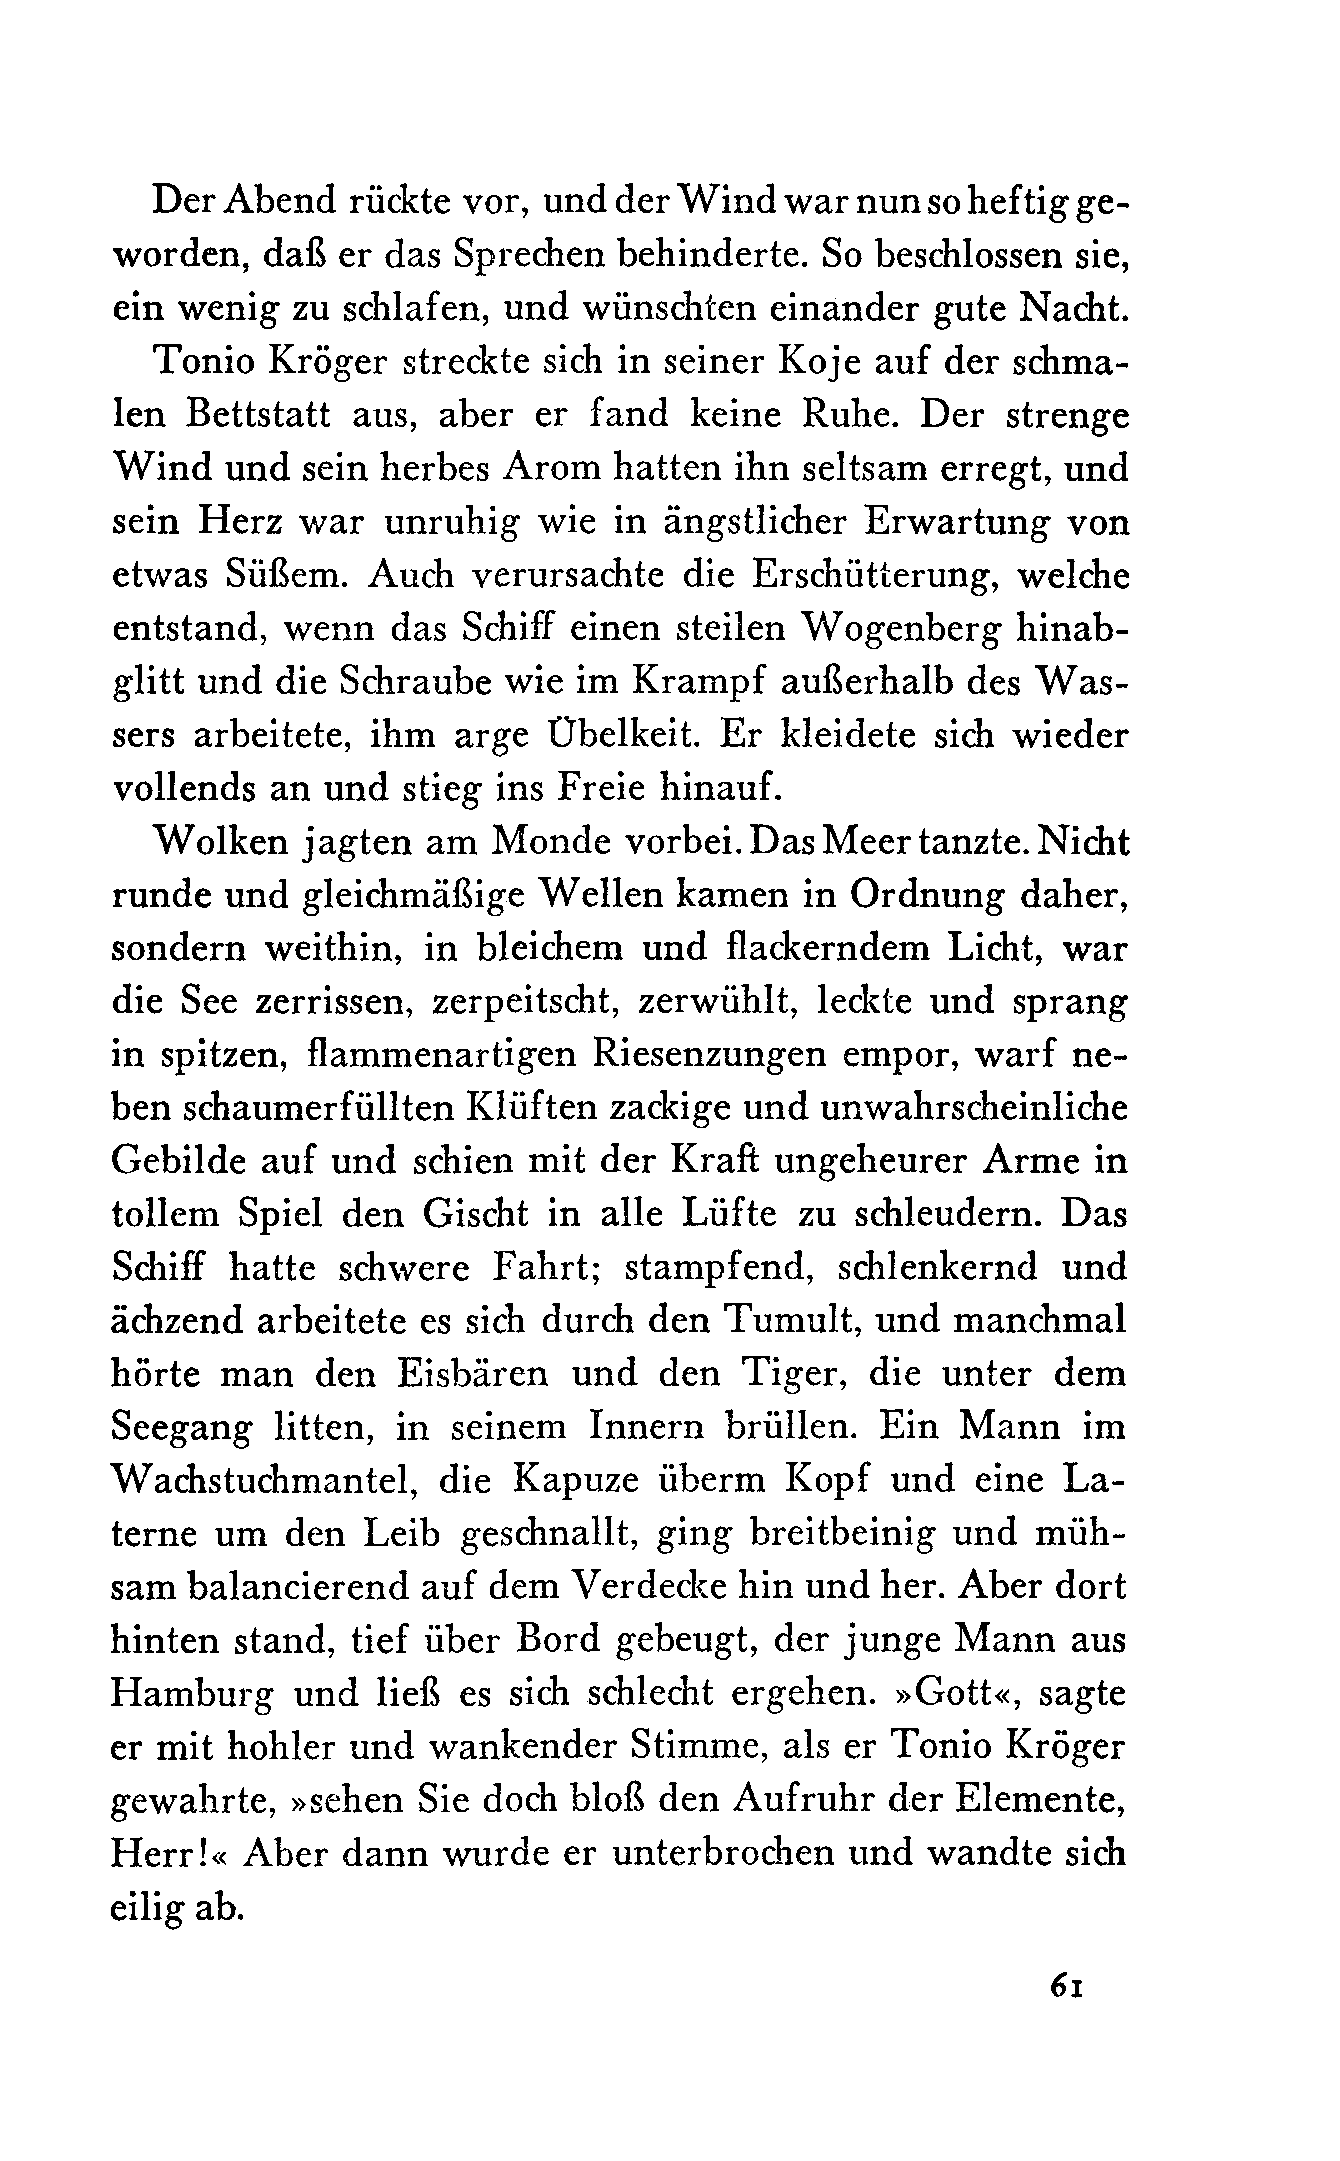 Der Abend rückte vor, und der Wind war nun so heftig ge-
worden, daß er das Sprechen behinderte. So beschlossen sie,
ein wenig zu schlafen, und wünschten einander gute Nacht.
Tonio Kröger streckte sich in seiner Koje auf der schma-
len Bettstatt aus, aber er fand keine Ruhe. Der strenge
Wind und sein herbes Arom hatten ihn seltsam erregt, und
sein Herz war unruhig wie in ängstlicher Erwartung von
etwas Süßem. Auch verursachte die Erschütterung, welche
entstand, wenn das Schiff einen steilen Wogenberg hinab-
glitt und die Schraube wie im Krampf außerhalb des Was-
sers arbeitete, ihm arge Übelkeit. Er kleidete sich wieder
vollends an und stieg ins Freie hinauf.
Wolken jagten am Monde vorbei. Das Meer tanzte. Nicht
runde und gleichmäßige Wellen kamen in Ordnung daher,
sondern weithin, in bleichem und flackerndem Licht, war
die See zerrissen, zerpeitscht, zerwühlt, leckte und sprang
in spitzen, flammenartigen Riesenzungen empor, warf ne-
ben schaumerfüllten Klüften zackige und unwahrscheinliche
Gebilde auf und schien mit der Kraft ungeheurer Arme in
tollem Spiel den Gischt in alle Lüfte zu schleudern. Das
Schiff hatte schwere Fahrt; stampfend, schlenkernd und
ächzend arbeitete es sich durch den Tumult, und manchmal
hörte man den Eisbären und den Tiger, die unter dem
Seegang litten, in seinem Innern brüllen. Ein Mann im
Wachstuchmantel, die Kapuze überm Kopf und eine La-
terne um den Leib geschnallt, ging breitbeinig und müh-
sam balancierend auf dem Verdecke hin und her. Aber dort
hinten stand, tief über Bord gebeugt, der junge Mann aus
Hamburg und ließ es sich schlecht ergehen. »Gott«, sagte
er mit hohler und wankender Stimme, als er Tonio Kröger
gewahrte, »sehen Sie doch bloß den Aufruhr der Elemente,
Herr!« Aber dann wurde er unterbrochen und wandte sich
eilig ab.
61